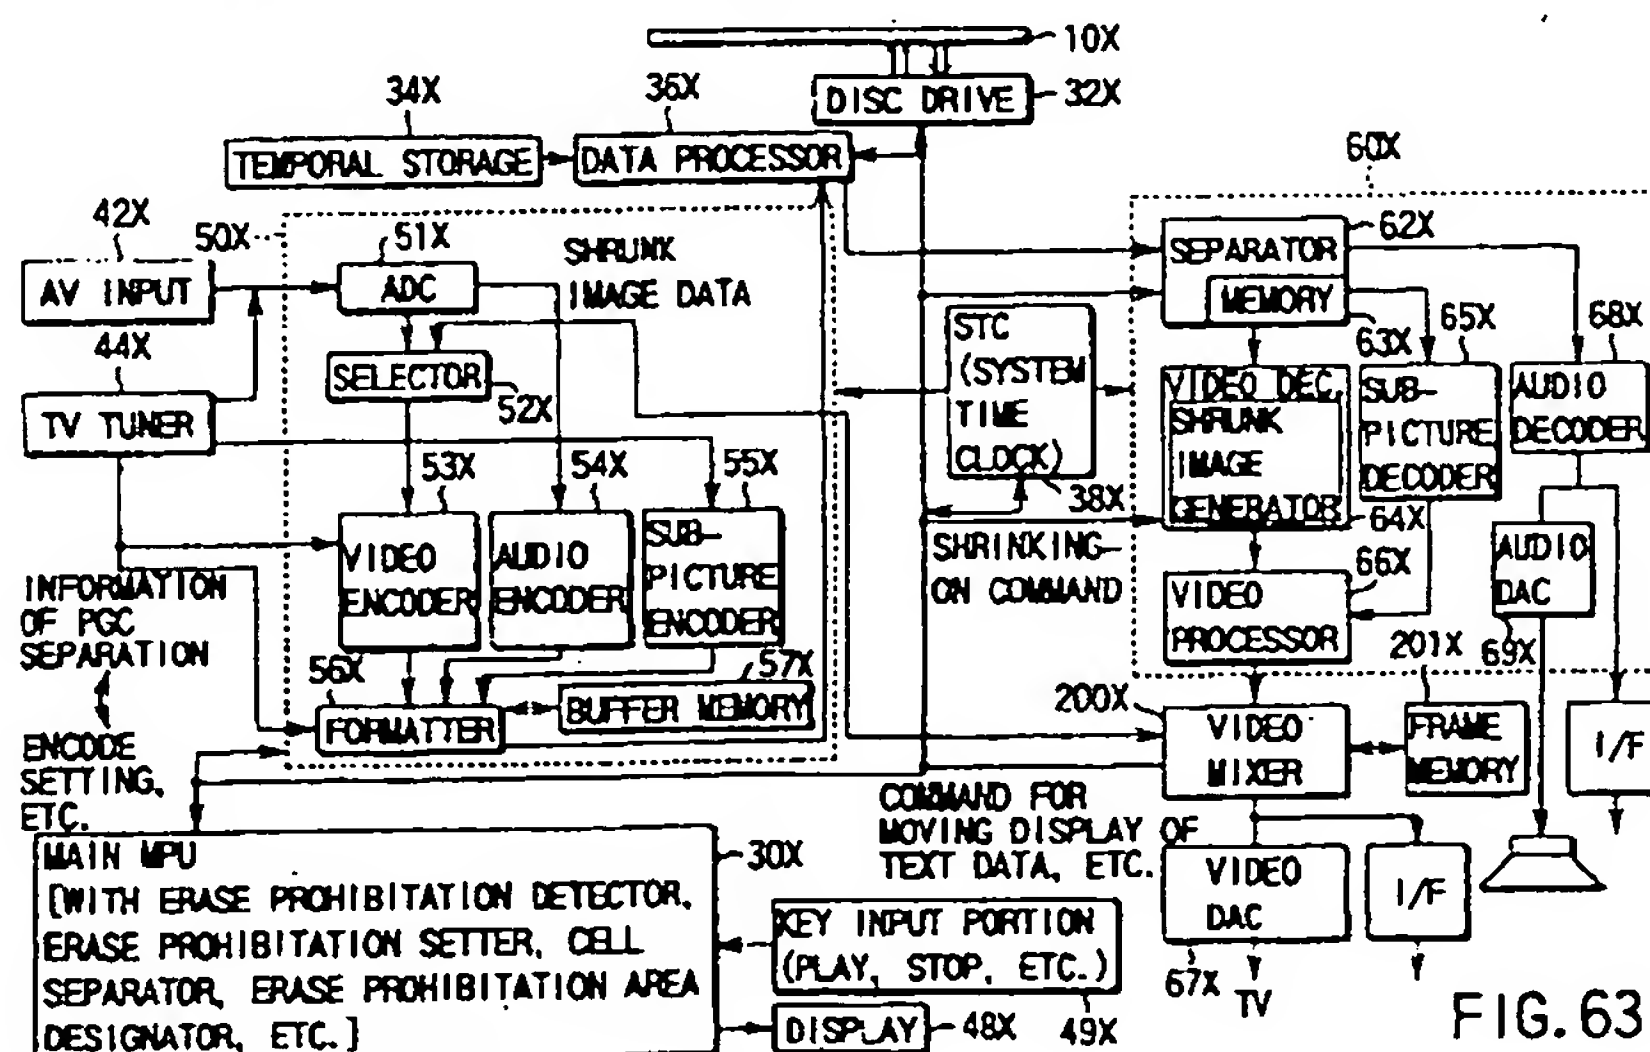 10X
DISC DRIVE
32X
34X
36X
TEMPORAL STORAGE
DATA PROCESSOR
60X
42X
50X
51X
AV INPUT
ADC
SHRUNK
IMAGE DATA
44X
TV TUNER
SELECTOR
52X
STC
(SYSTEM
TIME
CLOCK)
38X
SEPARATOR
62X
MEMORY
63X
65X
68X
VIDEO DEC.
SHRUNK
IMAGE
GENERATOR
64X
SUB-
PICTURE
DECODER
AUDIO
DECODER
53X
54X
55X
VIDEO
ENCODER
AUDIO
ENCODER
SUB-
PICTURE
ENCODER
SHRINKING-
ON COMMAND
VIDEO
PROCESSOR
66X
AUDIO
DAC
69X
INFORMATION
OF PGC
SEPARATION
56X
57X
FORMATTER
BUFFER MEMORY
200X
201X
VIDEO
MIXER
FRAME
MEMORY
I/F
ENCODE
SETTING,
ETC.
COMMAND FOR
MOVING DISPLAY OF
TEXT DATA, ETC.
VIDEO
DAC
67X
TV
I/F
MAIN MPU
[WITH ERASE PROHIBITATION DETECTOR,
ERASE PROHIBITATION SETTER, CELL
SEPARATOR, ERASE PROHIBITATION AREA
DESIGNATOR, ETC.]
30X
KEY INPUT PORTION
(PLAY, STOP, ETC.)
49X
DISPLAY
48X
FIG. 63